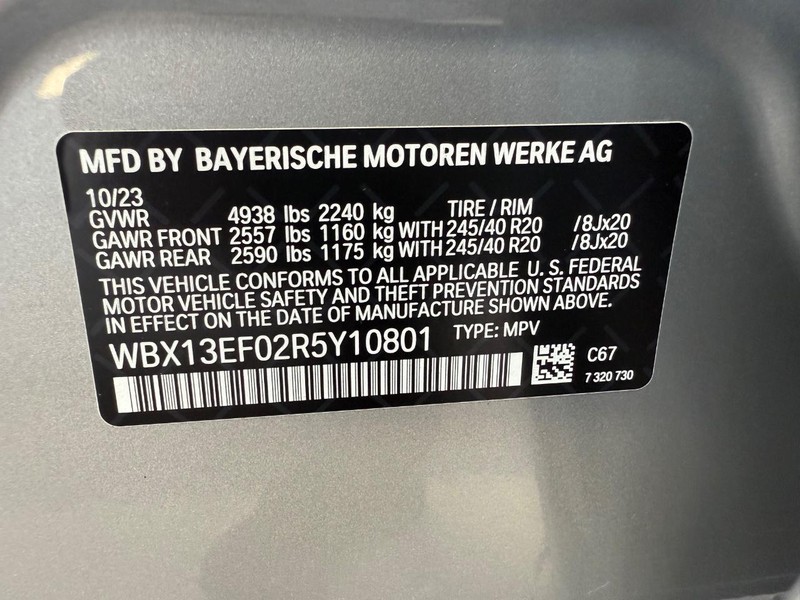 MFD BY BAYERISCHE MOTOREN WERKE AG
10/23
GVWR 4938 lbs 2240 kg TIRE / RIM
GAWR FRONT 2557 lbs 1160 kg WITH 245/40 R20 /8Jx20
GAWR REAR 2590 lbs 1175 kg WITH 245/40 R20 /8Jx20
THIS VEHICLE CONFORMS TO ALL APPLICABLE U. S. FEDERAL
MOTOR VEHICLE SAFETY AND THEFT PREVENTION STANDARDS
IN EFFECT ON THE DATE OF MANUFACTURE SHOWN ABOVE.
WBX13EF02R5Y10801 TYPE: MPV
C67
7 320 730